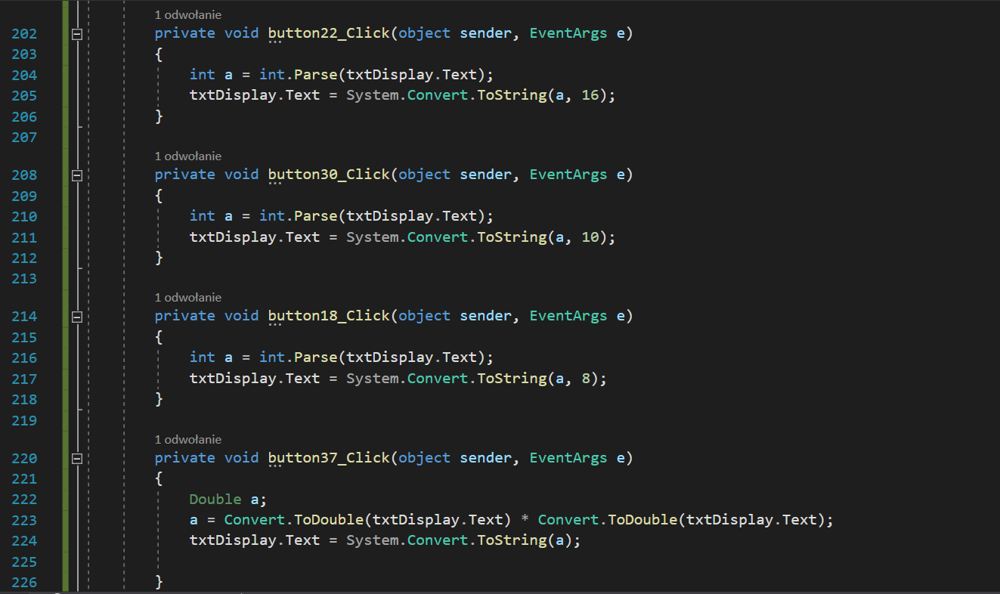 1 odwołanie
202 private void button22_Click(object sender, EventArgs e)
203 {
204 int a = int.Parse(txtDisplay.Text);
205 txtDisplay.Text = System.Convert.ToString(a, 16);
206 }
207
1 odwołanie
208 private void button30_Click(object sender, EventArgs e)
209 {
210 int a = int.Parse(txtDisplay.Text);
211 txtDisplay.Text = System.Convert.ToString(a, 10);
212 }
213
1 odwołanie
214 private void button18_Click(object sender, EventArgs e)
215 {
216 int a = int.Parse(txtDisplay.Text);
217 txtDisplay.Text = System.Convert.ToString(a, 8);
218 }
219
1 odwołanie
220 private void button37_Click(object sender, EventArgs e)
221 {
222 Double a;
223 a = Convert.ToDouble(txtDisplay.Text) * Convert.ToDouble(txtDisplay.Text);
224 txtDisplay.Text = System.Convert.ToString(a);
225
226 }